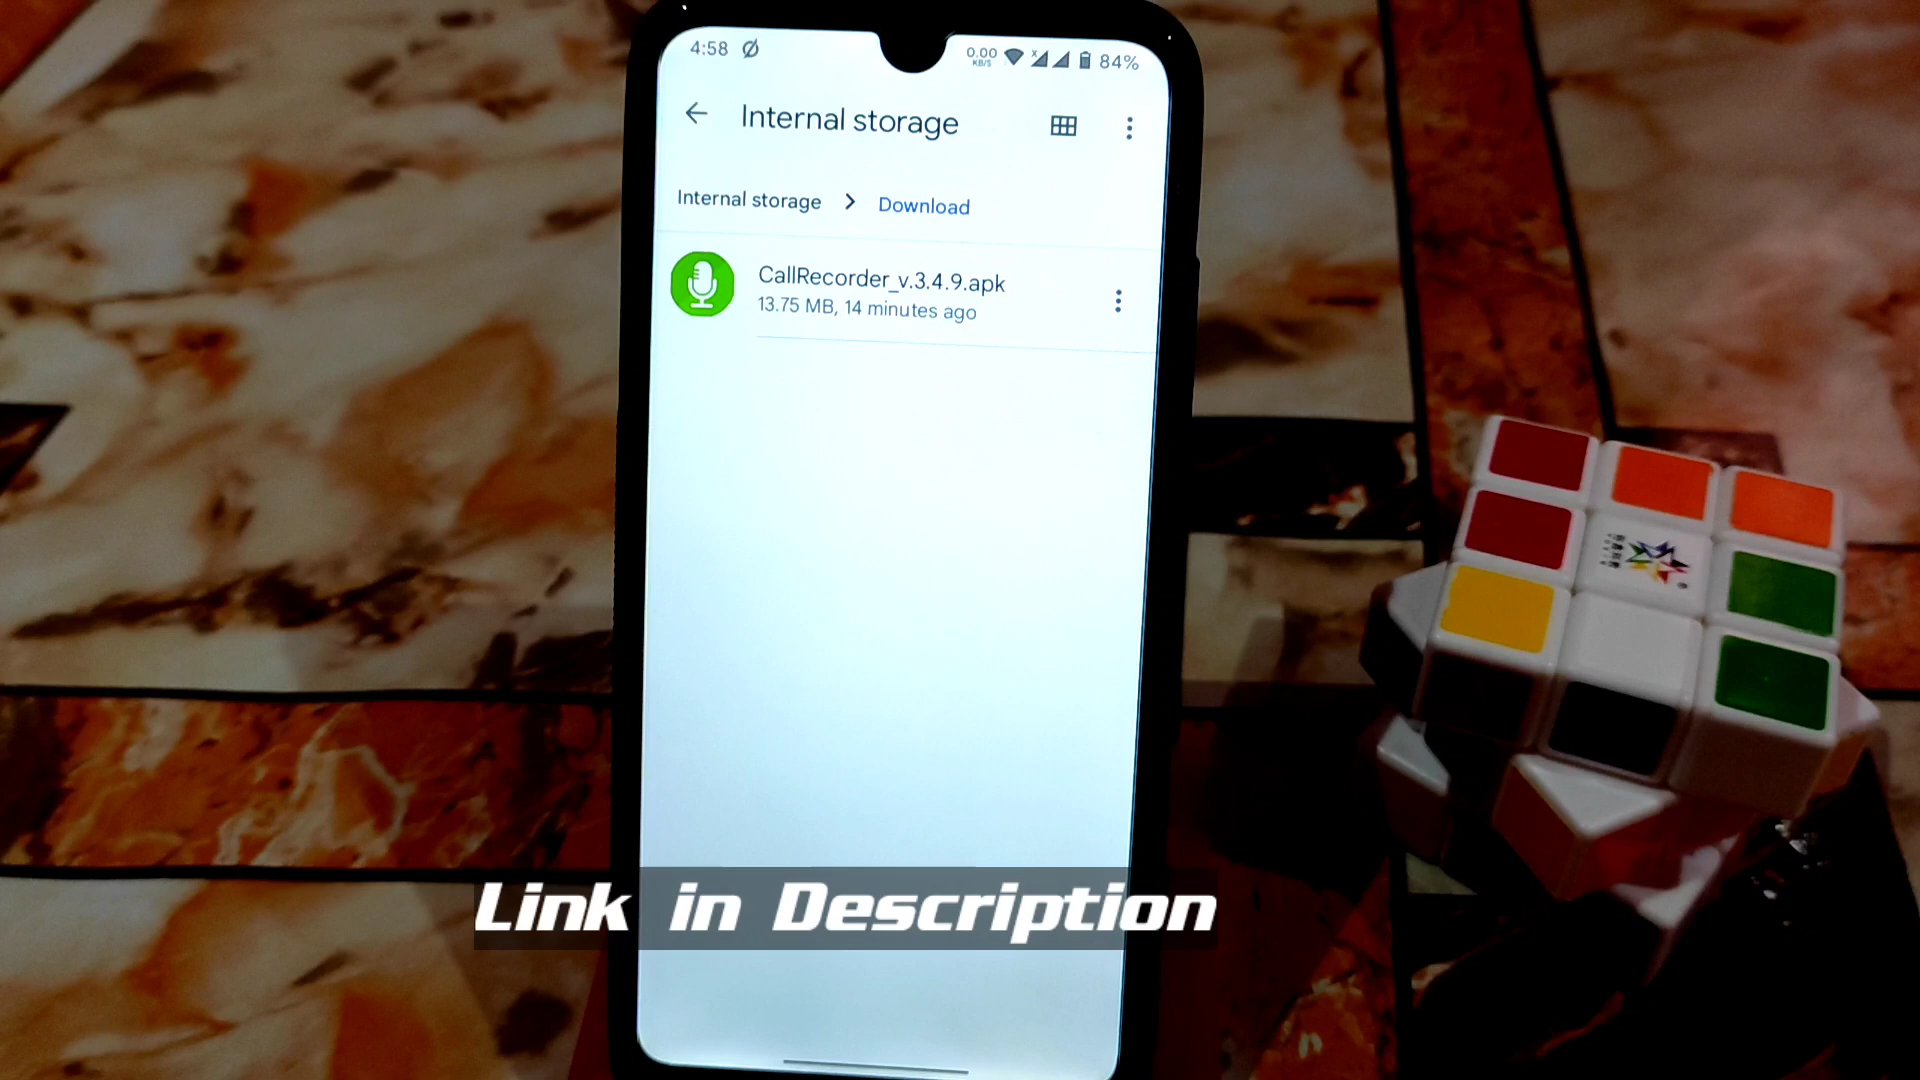 4:58
0.00
KB/S
84%
Internal storage
Internal storage
Download
CallRecorder_v.3.4.9.apk
13.75 MB, 14 minutes ago
Link in Description